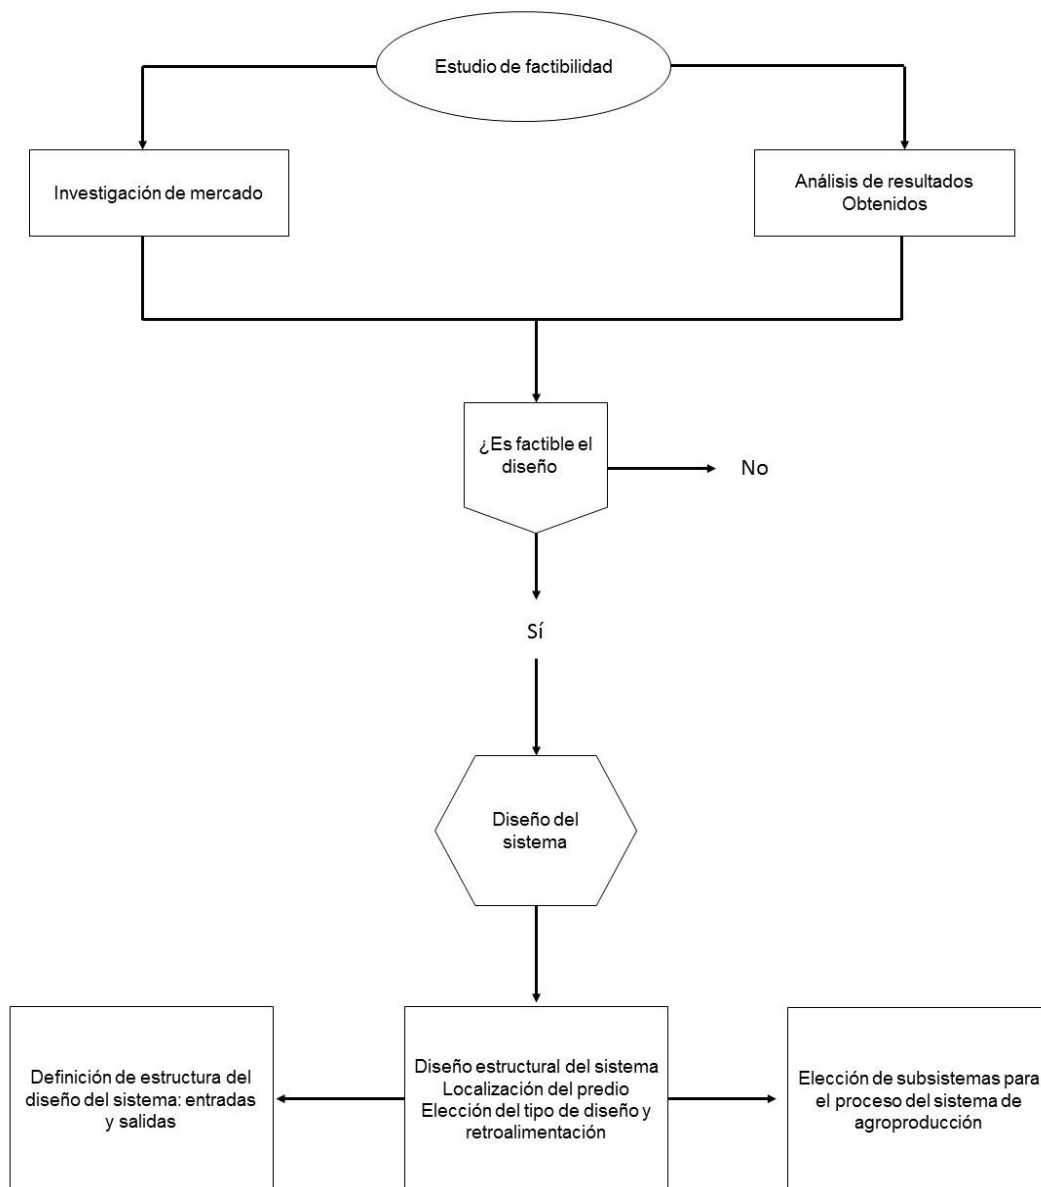 Estudio de factibilidad
Investigación de mercado
Análisis de resultados
Obtenidos
¿Es factible el
diseño
No
Sí
Diseño del
sistema
Definición de estructura del
diseño del sistema: entradas
y salidas
Diseño estructural del sistema
Localización del predio
Elección del tipo de diseño y
retroalimentación
Elección de subsistemas para
el proceso del sistema de
agroproducción